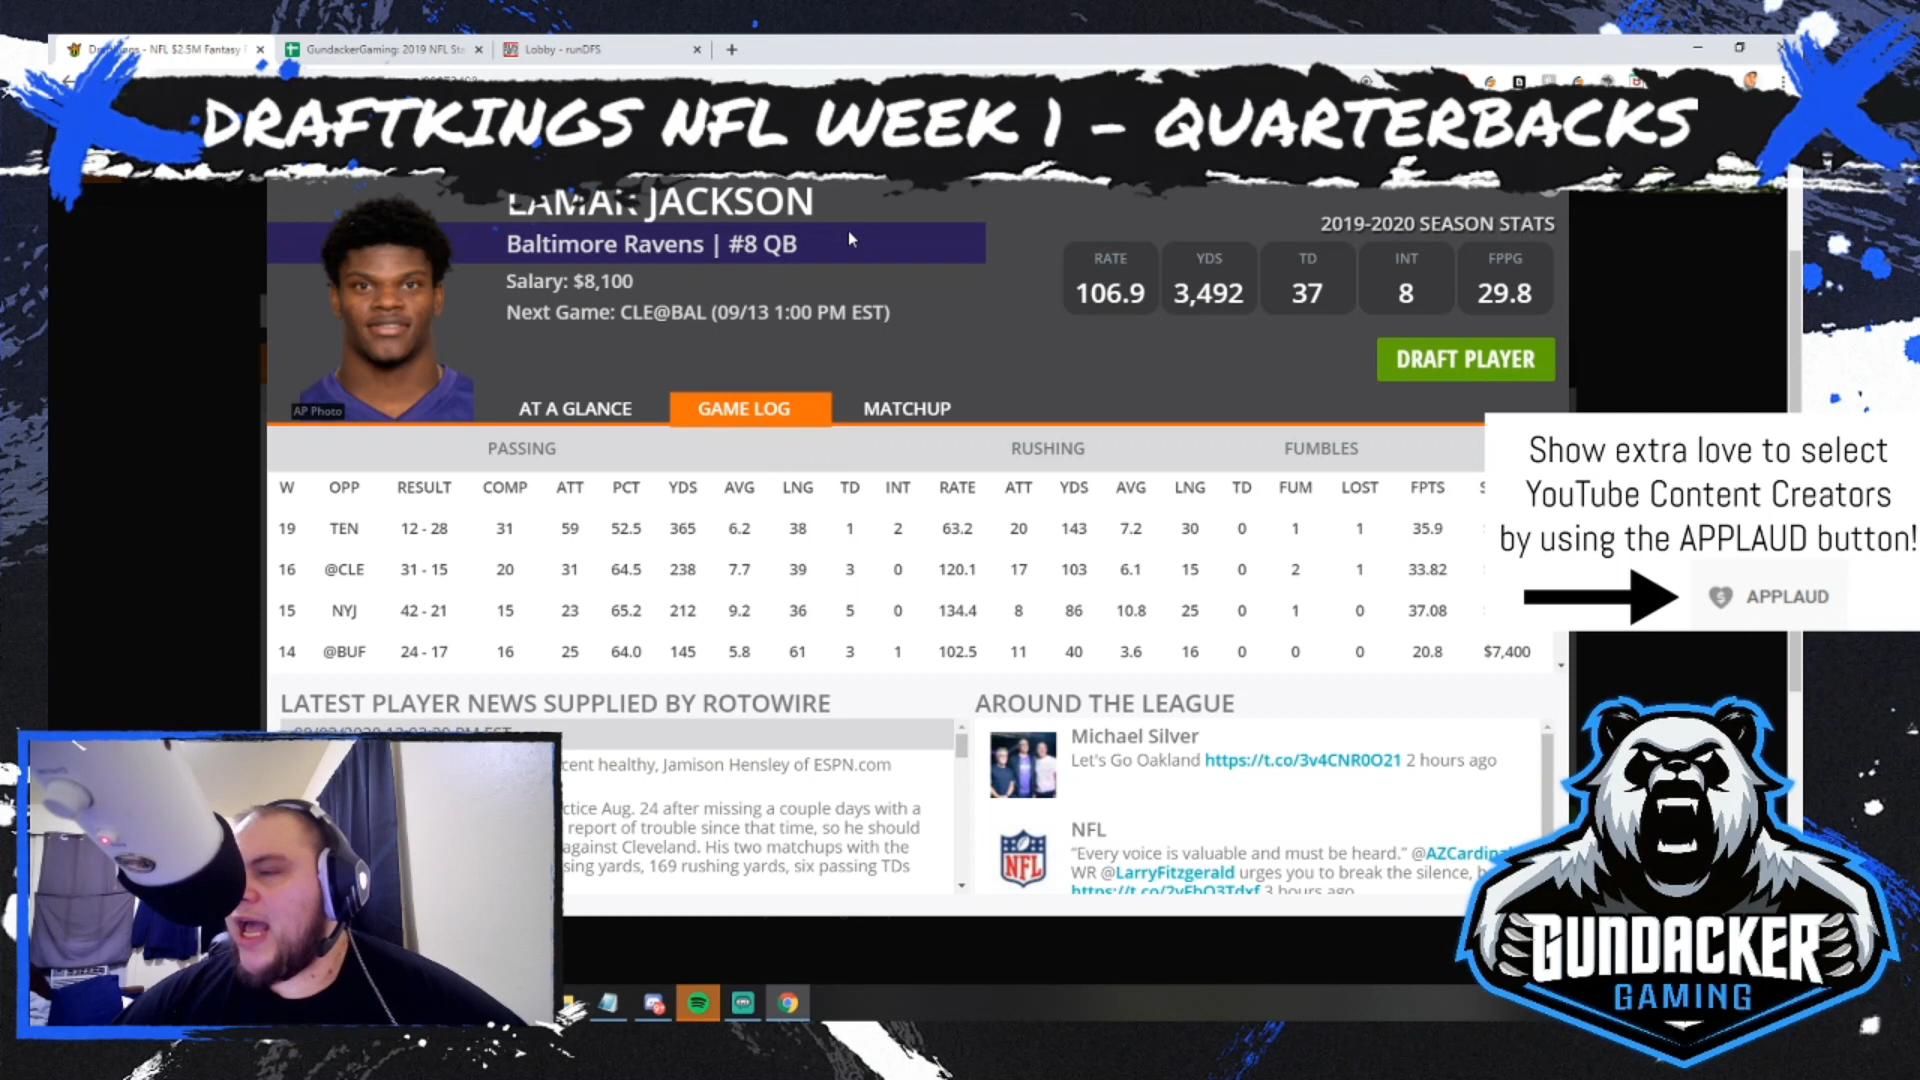 NFL $2.5M Fantasy
GundackerGaming: 2019 NFL Sta
Lobby - runDFS
DRAFTKINGS NFL WEEK 1 - QUARTERBACKS
LAMAR JACKSON
Baltimore Ravens | #8 QB
Salary: $8,100
Next Game: CLE@BAL (09/13 1:00 PM EST)
AP Photo
2019-2020 SEASON STATS
RATE YDS TD INT FPPG
106.9 3,492 37 8 29.8
DRAFT PLAYER
AT A GLANCE GAME LOG MATCHUP
PASSING RUSHING FUMBLES
W OPP RESULT COMP ATT PCT YDS AVG LNG TD INT RATE ATT YDS AVG LNG TD FUM LOST FPTS
19 TEN 12 - 28 31 59 52.5 365 6.2 38 1 2 63.2 20 143 7.2 30 0 1 1 35.9
16 @CLE 31 - 15 20 31 64.5 238 7.7 39 3 0 120.1 17 103 6.1 15 0 2 1 33.82
15 NYJ 42 - 21 15 23 65.2 212 9.2 36 5 0 134.4 8 86 10.8 25 0 1 0 37.08
14 @BUF 24 - 17 16 25 64.0 145 5.8 61 3 1 102.5 11 40 3.6 16 0 0 0 20.8 $7,400
Show extra love to select
YouTube Content Creators
by using the APPLAUD button!
APPLAUD
LATEST PLAYER NEWS SUPPLIED BY ROTOWIRE
cent healthy, Jamison Hensley of ESPN.com
ctice Aug. 24 after missing a couple days with a
report of trouble since that time, so he should
against Cleveland. His two matchups with the
sing yards, 169 rushing yards, six passing TDs
AROUND THE LEAGUE
Michael Silver
Let's Go Oakland https://t.co/3v4CNR0O21 2 hours ago
NFL
NFL
"Every voice is valuable and must be heard." @AZCardinal
WR @LarryFitzgerald urges you to break the silence, b
https://t.co/2yFbO3Tdxf 3 hours ago
GUNDACKER
GAMING